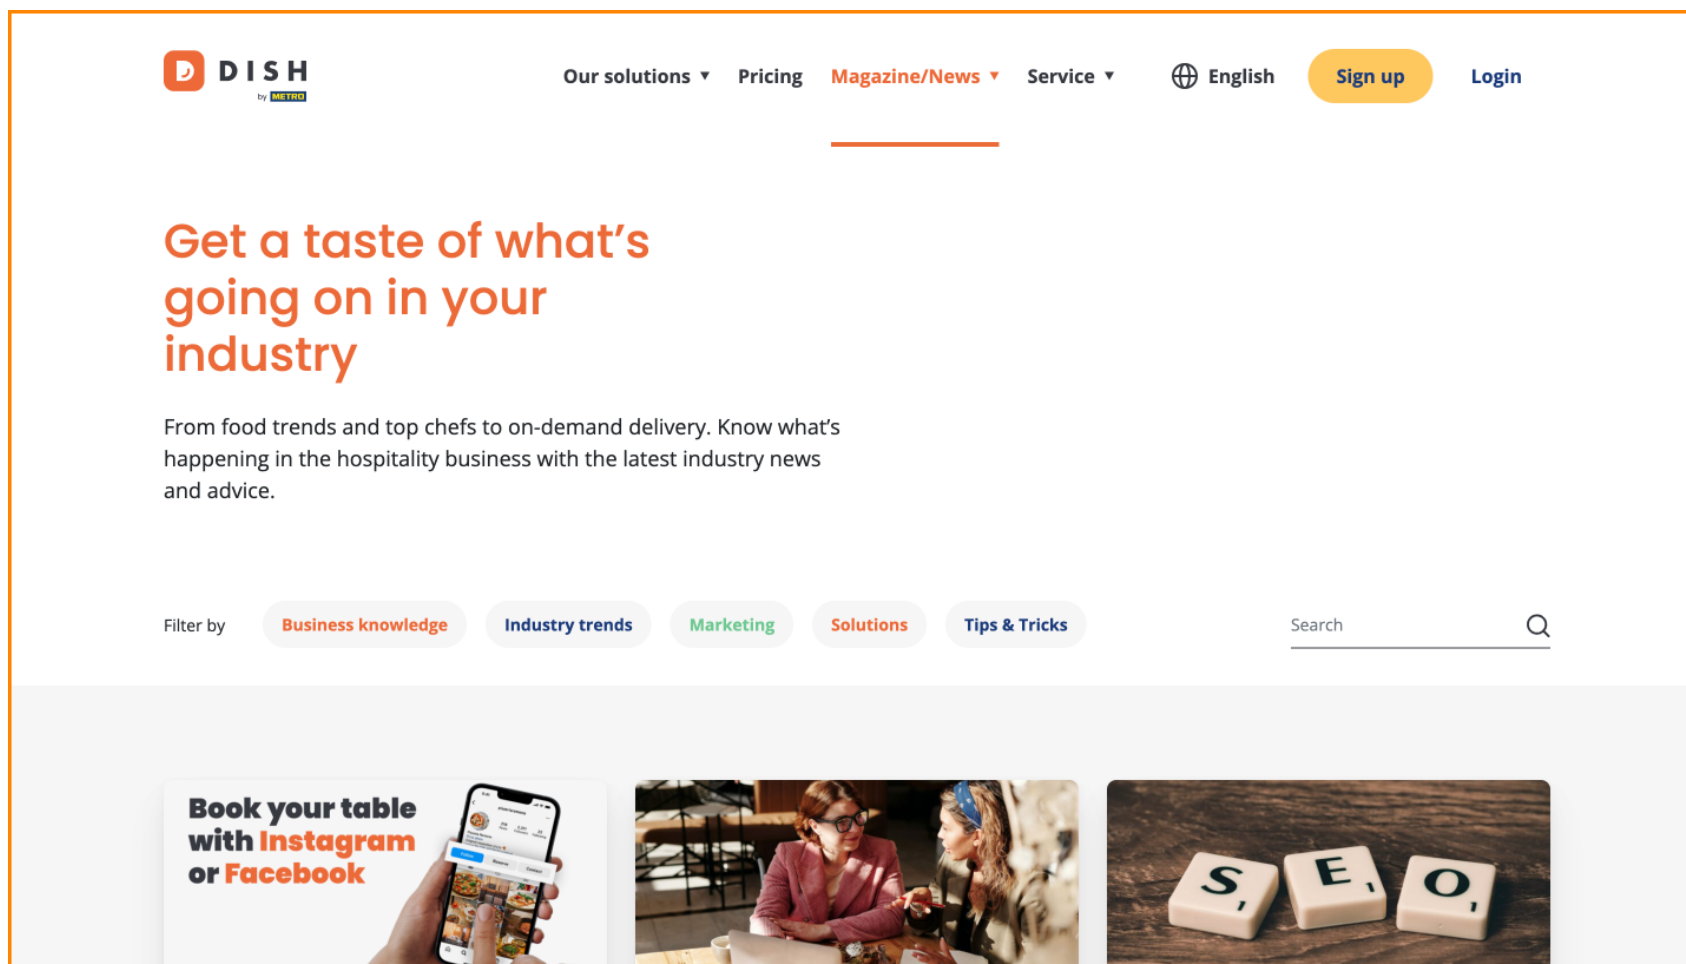 DISH
by METRO
Our solutions ▼ Pricing Magazine/News ▼ Service ▼ English Sign up Login
Get a taste of what’s
going on in your
industry
From food trends and top chefs to on-demand delivery. Know what’s
happening in the hospitality business with the latest industry news
and advice.
Filter by Business knowledge Industry trends Marketing Solutions Tips & Tricks Search
Book your table
with Instagram
or Facebook
Follow
SEO